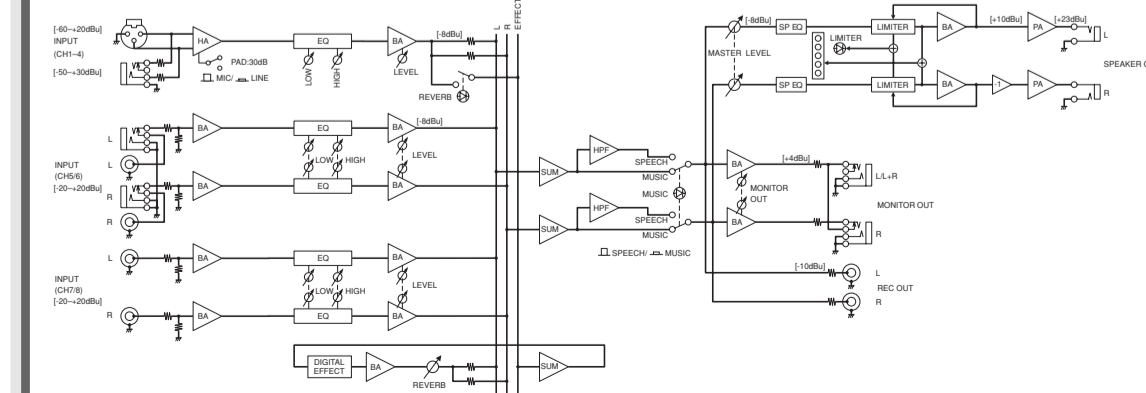 [-60~+20dBu]
INPUT
(CH1~4)
[-50~+30dBu]
HA
PAD:30dB
MIC/ LINE
EQ
LOW
HIGH
BA
LEVEL
[-8dBu]
REVERB
L
R
EFFECT
L
INPUT
L
(CH5/6)
[-20~+20dBu]
R
R
BA
BA
EQ
LOW
HIGH
EQ
BA
[-8dBu]
LEVEL
BA
L
INPUT
(CH7/8)
[-20~+20dBu]
R
BA
BA
EQ
LOW
HIGH
EQ
BA
LEVEL
BA
DIGITAL
EFFECT
BA
REVERB
SUM
SUM
HPF
SPEECH
MUSIC
MUSIC
SUM
HPF
SPEECH
MUSIC
SPEECH/ MUSIC
[-8dBu]
MASTER LEVEL
SP EQ
LIMITER
LIMITER
BA
[+10dBu]
PA
[+23dBu]
L
SPEAKER
SP EQ
LIMITER
BA
-1
PA
R
BA
[+4dBu]
MONITOR
OUT
BA
L/L+R
MONITOR OUT
R
[-10dBu]
L
REC OUT
R